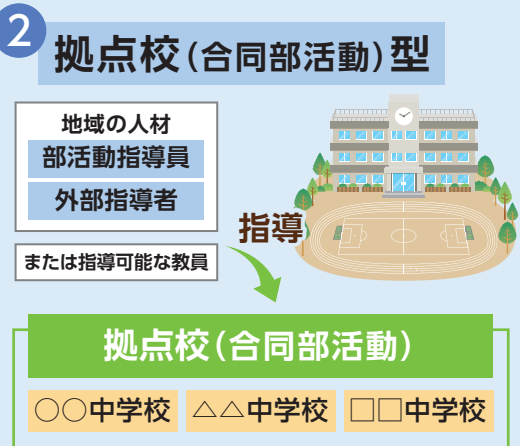 2
拠点校(合同部活動)型
地域の人材
部活動指導員
外部指導者
または指導可能な教員
指導
拠点校(合同部活動)
○○中学校 △△中学校 □□中学校